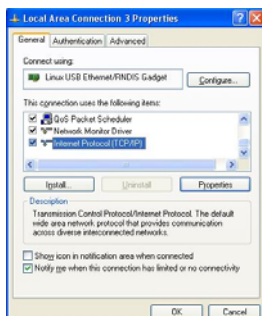 Local Area Connection 3 Properties
General Authentication Advanced
Connect using:
Linux USB Ethernet/RNDIS Gadget
Configure...
This connection uses the following items:
QoS Packet Scheduler
Network Monitor Driver
Internet Protocol (TCP/IP)
Install... Uninstall Properties
Description
Transmission Control Protocol/Internet Protocol. The default
wide area network protocol that provides communication
across diverse interconnected networks.
Show icon in notification area when connected
Notify me when this connection has limited or no connectivity
OK Cancel